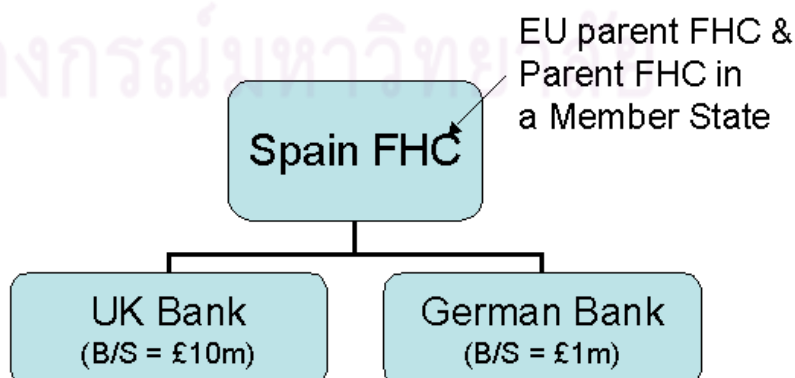 EU parent FHC &
Parent FHC in
a Member State
Spain FHC
UK Bank
(B/S = £10m)
German Bank
(B/S = £1m)